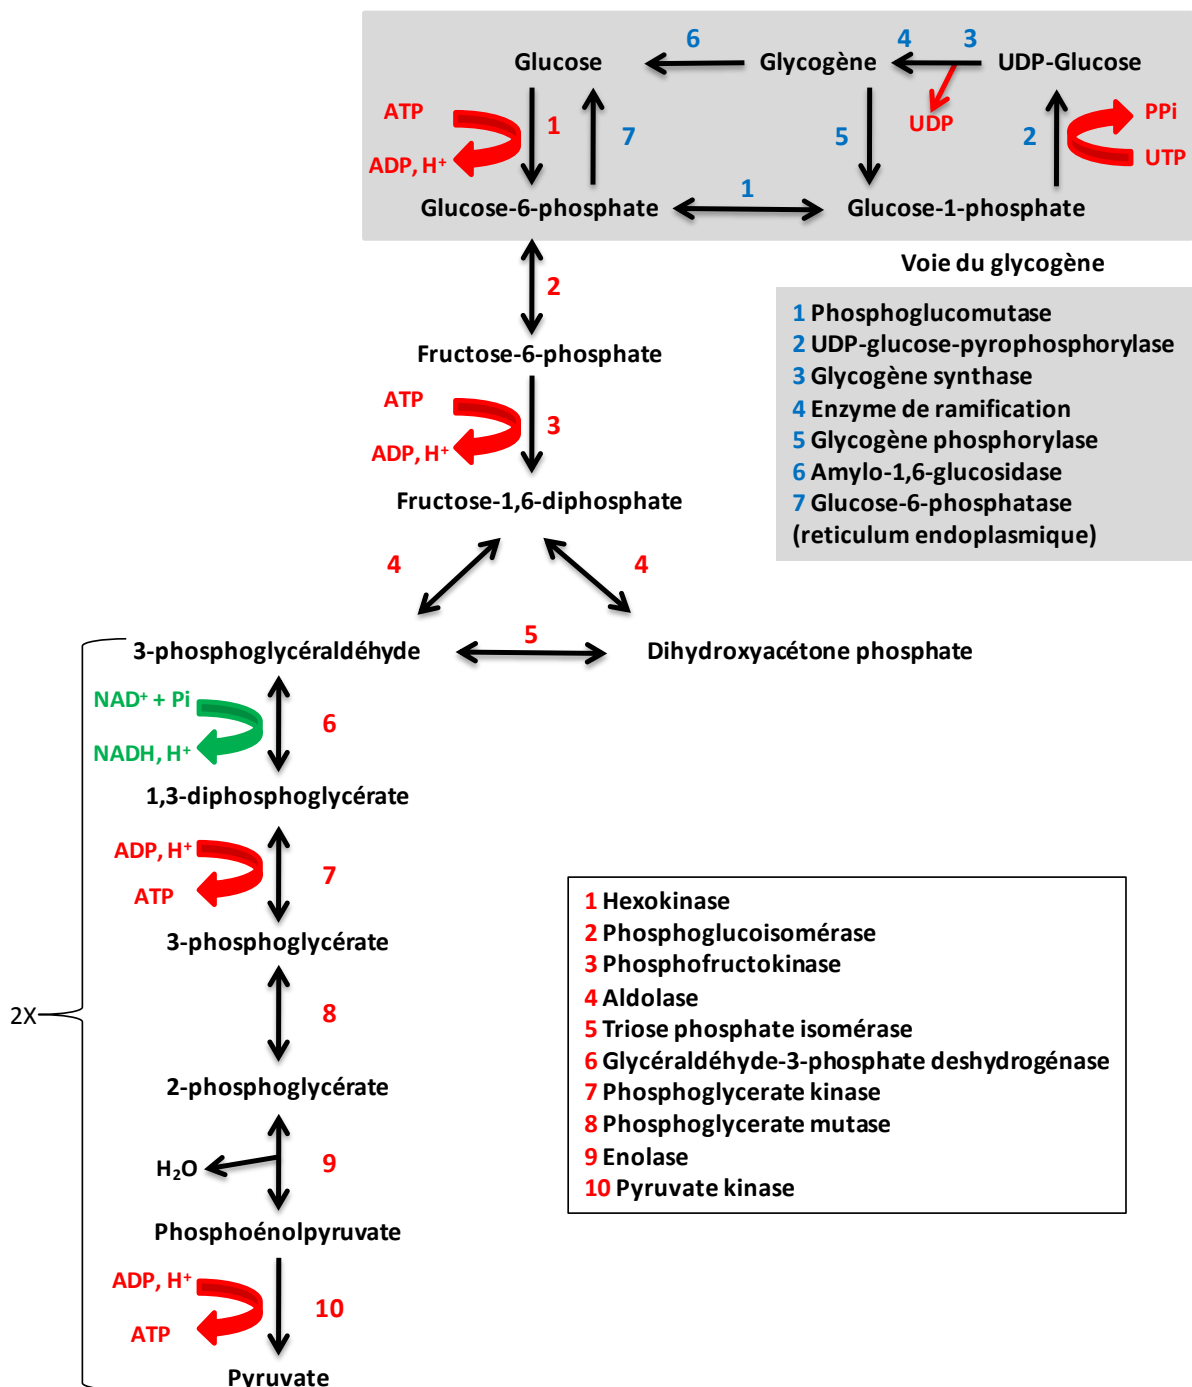 6
4
3
Glucose
Glycogène
UDP-Glucose
ATP
1
7
5
UDP
2
PPi
ADP, H⁺
UTP
1
Glucose-6-phosphate
Glucose-1-phosphate
2
Voie du glycogène
1 Phosphoglucomutase
2 UDP-glucose-pyrophosphorylase
3 Glycogène synthase
4 Enzyme de ramification
5 Glycogène phosphorylase
6 Amylo-1,6-glucosidase
7 Glucose-6-phosphatase
(reticulum endoplasmique)
Fructose-6-phosphate
ATP
3
ADP, H⁺
Fructose-1,6-diphosphate
4
4
5
3-phosphoglycéraldéhyde
Dihydroxyacétone phosphate
NAD⁺ + Pi
6
NADH, H⁺
1,3-diphosphoglycérate
ADP, H⁺
7
ATP
3-phosphoglycérate
2X
8
2-phosphoglycérate
H₂O
9
Phosphoénolpyruvate
ADP, H⁺
10
ATP
Pyruvate
1 Hexokinase
2 Phosphoglucoisomérase
3 Phosphofructokinase
4 Aldolase
5 Triose phosphate isomérase
6 Glycéraldéhyde-3-phosphate deshydrogénase
7 Phosphoglycerate kinase
8 Phosphoglycerate mutase
9 Enolase
10 Pyruvate kinase